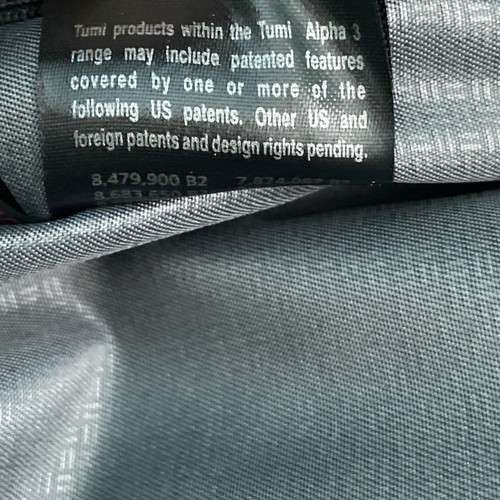 Tumi products within the Tumi Alpha 3
range may include patented features
covered by one or more of the
following US patents. Other US and
foreign patents and design rights pending.
8,479,900 B2